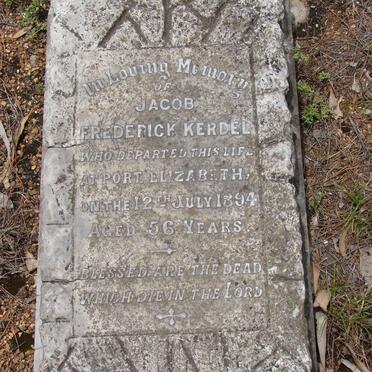 In Loving Memory
OF
JACOB
FREDERICK KERDEL
WHO DEPARTED THIS LIFE
AT PORT ELIZABETH,
ON THE 12TH JULY 1894
AGED 56 YEARS.
BLESSED ARE THE DEAD
WHICH DIE IN THE LORD